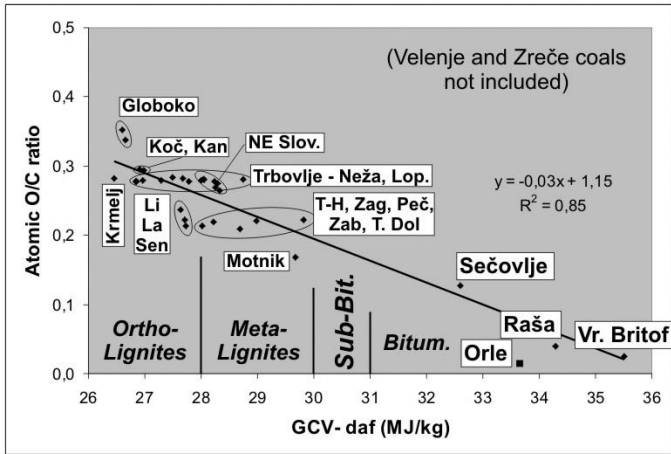 (Velenje and Zreče coals
not included)
Globoko
Koč, Kan
NE Slov.
Trbovlje - Neža, Lop.
Krmelj
Li
La
Sen
T-H, Zag, Peč,
Zab, T. Dol
Motnik
y = -0,03x + 1,15
R² = 0,85
Sečovlje
Raša
Vr. Britof
Orle
Ortho-
Lignites
Meta-
Lignites
Sub-Bit.
Bitum.
Atomic O/C ratio
0,5
0,4
0,3
0,2
0,1
0,0
26 27 28 29 30 31 32 33 34 35 36
GCV- daf (MJ/kg)